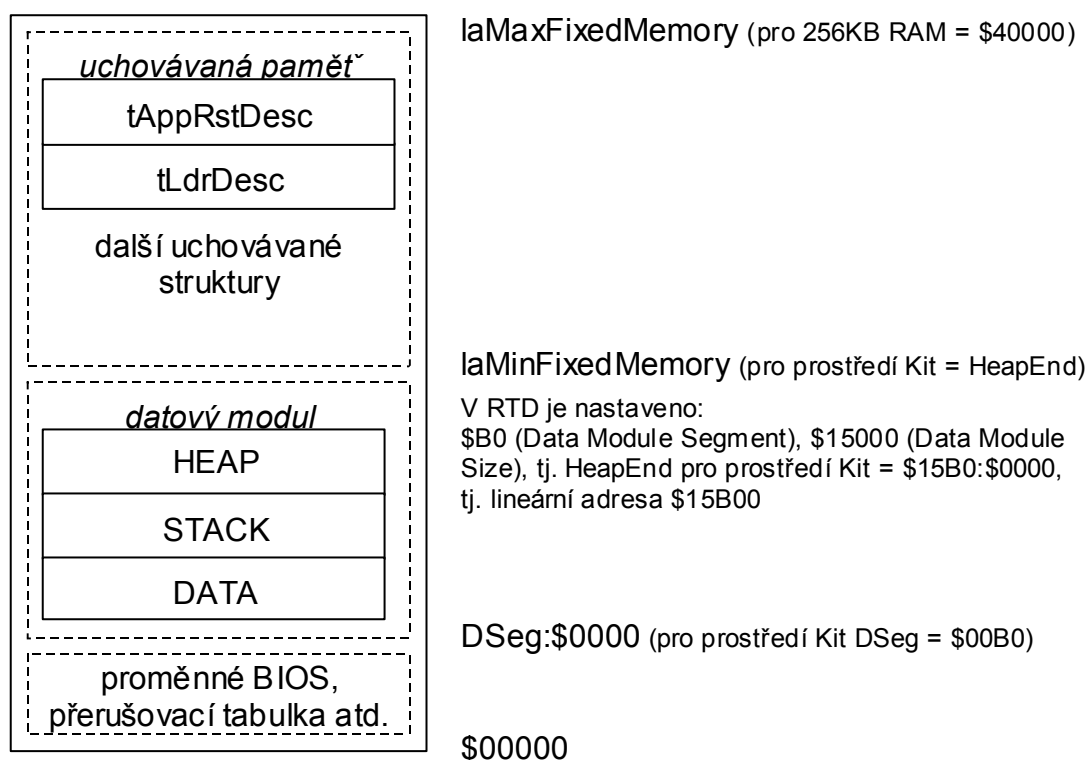 laMaxFixedMemory (pro 256KB RAM = $40000)
uchovávaná paměťˇ
tAppRstDesc
tLdrDesc
další uchovávané
struktury
laMinFixedMemory (pro prostředí Kit = HeapEnd)
V RTD je nastaveno:
$B0 (Data Module Segment), $15000 (Data Module
Size), tj. HeapEnd pro prostředí Kit = $15B0:$0000,
tj. lineární adresa $15B00
datový modul
HEAP
STACK
DATA
DSeg:$0000 (pro prostředí Kit DSeg = $00B0)
proměnné BIOS,
přerušovací tabulka atd.
$00000